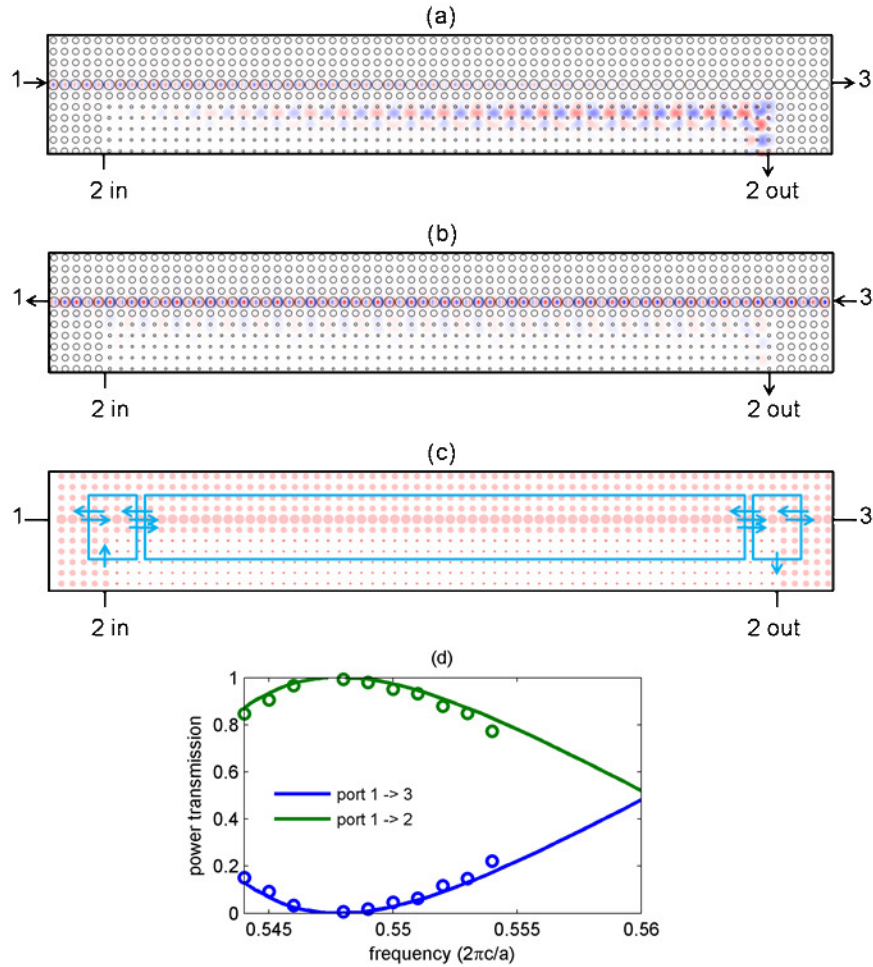 (a)
1
3
2 in
2 out
(b)
1
3
2 in
2 out
(c)
1
3
2 in
2 out
(d)
power transmission
1
0.8
0.6
0.4
0.2
0
port 1 -> 3
port 1 -> 2
0.545
0.55
0.555
0.56
frequency (2πc/a)